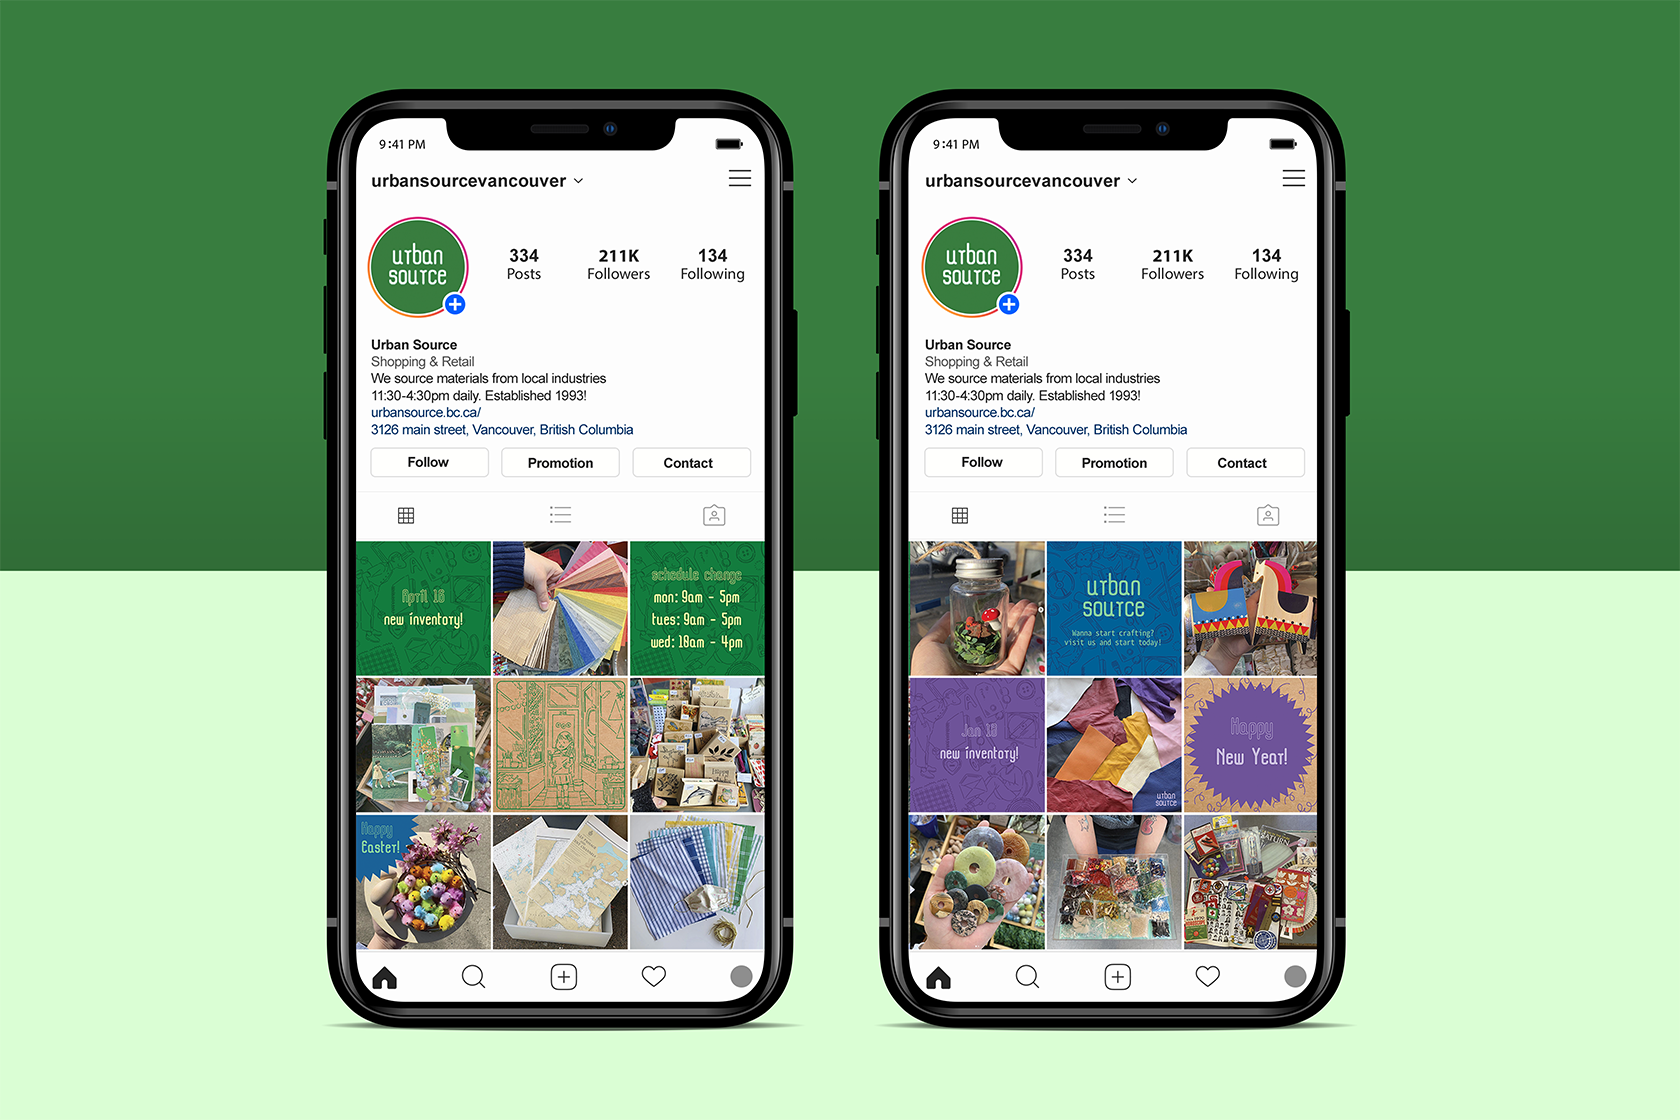 9:41 PM
urbansourcevancouver
urban
source
334
Posts
211K
Followers
134
Following
Urban Source
Shopping & Retail
We source materials from local industries
11:30-4:30pm daily. Established 1993!
urbansource.bc.ca/
3126 main street, Vancouver, British Columbia
Follow
Promotion
Contact
April 16
new inventory!
schedule change
mon: 9am - 5pm
tues: 9am - 5pm
wed: 10am - 4pm
Happy
Easter!
9:41 PM
urbansourcevancouver
urban
source
334
Posts
211K
Followers
134
Following
Urban Source
Shopping & Retail
We source materials from local industries
11:30-4:30pm daily. Established 1993!
urbansource.bc.ca/
3126 main street, Vancouver, British Columbia
Follow
Promotion
Contact
urban
source
Wanna start crafting?
visit us and start today!
Jan 16
new inventory!
urban
source
Happy
New Year!
SATURN